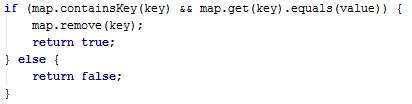 if (map.containsKey(key) && map.get(key).equals(value)) {
    map.remove(key);
    return true;
} else {
    return false;
}